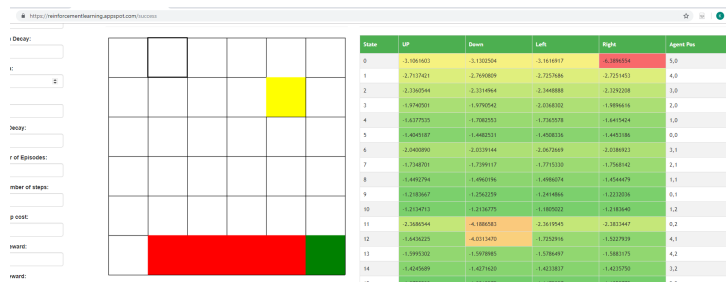 https://reinforcementlearning.appspot.com/success
Decay:
Decay:
r of Episodes:
mber of steps:
p cost:
eward:
eward:
State UP Down Left Right Agent Pos
0 -3,1061603 -3,1302504 -3,1616917 -6,3896554 5,0
1 -2,7137421 -2,7690809 -2,7257686 -2,7251453 4,0
2 -2,3360544 -2,3314964 -2,3448888 -2,3292208 3,0
3 -1,9740501 -1,9790542 -2,0368302 -1,9896616 2,0
4 -1,6377535 -1,7082553 -1,7365578 -1,6415424 1,0
5 -1,4045187 -1,4482531 -1,4508336 -1,4453186 0,0
6 -2,0400890 -2,0339144 -2,0672669 -2,0386923 3,1
7 -1,7348701 -1,7399117 -1,7715330 -1,7568142 2,1
8 -1,4492794 -1,4960196 -1,4986074 -1,4544479 1,1
9 -1,2183667 -1,2562259 -1,2414866 -1,2232036 0,1
10 -1,2134713 -1,2136775 -1,1805022 -1,2183640 1,2
11 -2,3686544 -4,1886583 -2,3619545 -2,3833447 0,2
12 -1,6436225 -4,0313470 -1,7252916 -1,5227939 4,1
13 -1,5995302 -1,5978985 -1,5786497 -1,5883175 4,2
14 -1,4245689 -1,4271620 -1,4233837 -1,4235750 3,2